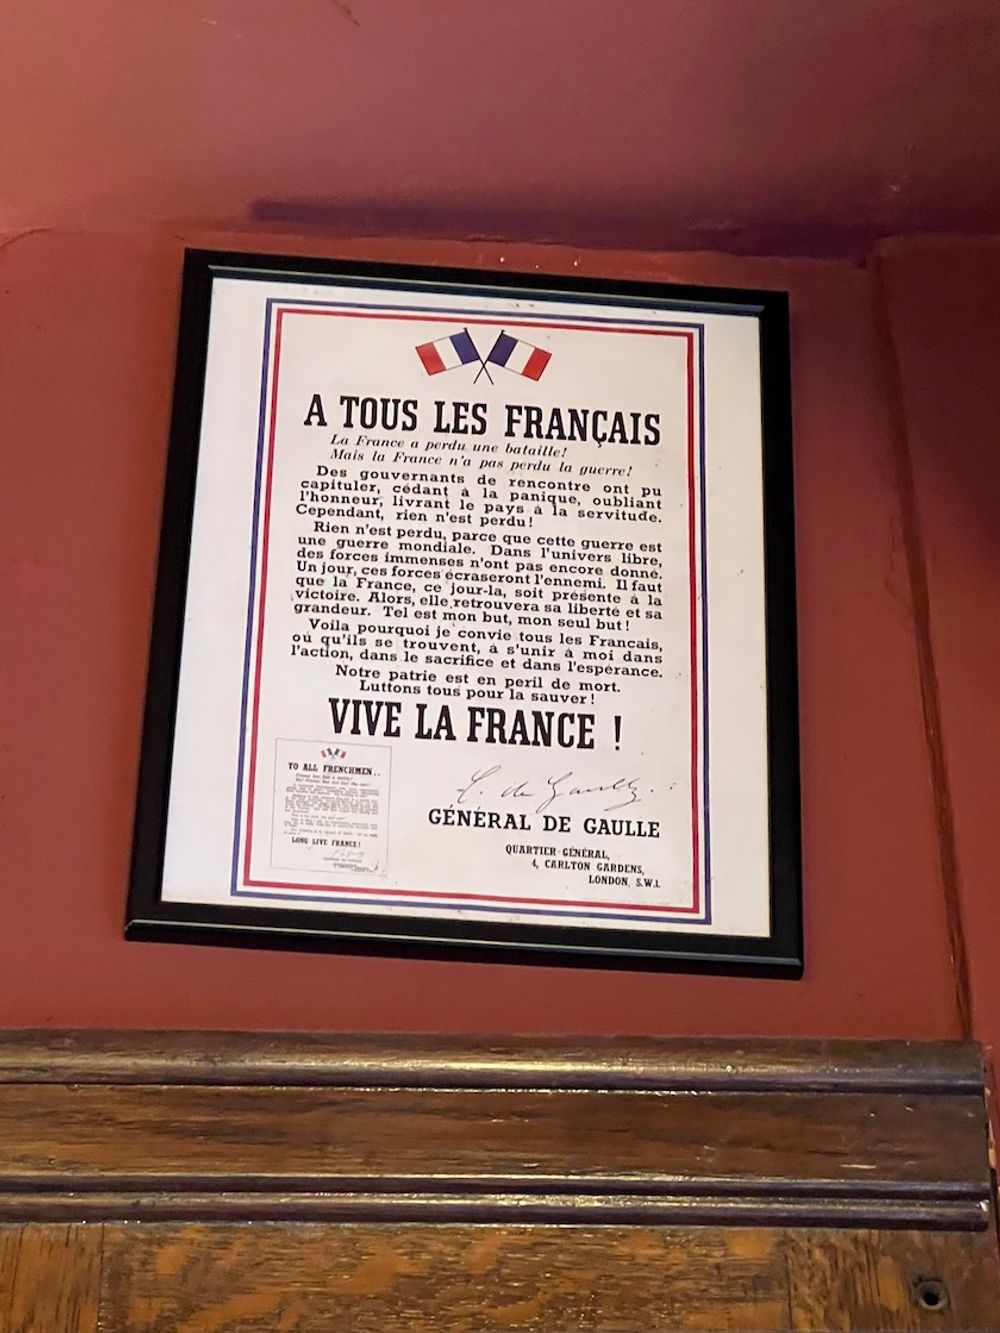 A TOUS LES FRANÇAIS
La France a perdu une bataille!
Mais la France n'a pas perdu la guerre!
Des gouvernants de rencontre ont pu
capituler, cédant à la panique, oubliant
l'honneur, livrant le pays à la servitude.
Cependant, rien n'est perdu!
Rien n'est perdu, parce que cette guerre est
une guerre mondiale. Dans l'univers libre,
des forces immenses n'ont pas encore donné.
Un jour, ces forces écraseront l'ennemi. Il faut
que la France, ce jour-la, soit présente à la
victoire. Alors, elle retrouvera sa liberté et sa
grandeur. Tel est mon but, mon seul but!
Voila pourquoi je convie tous les Francais,
où qu'ils se trouvent, à s'unir à moi dans
l'action, dans le sacrifice et dans l'espérance.
Notre patrie est en peril de mort.
Luttons tous pour la sauver!
VIVE LA FRANCE !
C. de Gaulle.
GÉNÉRAL DE GAULLE
QUARTIER-GÉNÉRAL,
4, CARLTON GARDENS,
LONDON, S.W.1.
TO ALL FRENCHMEN..
LONG LIVE FRANCE!